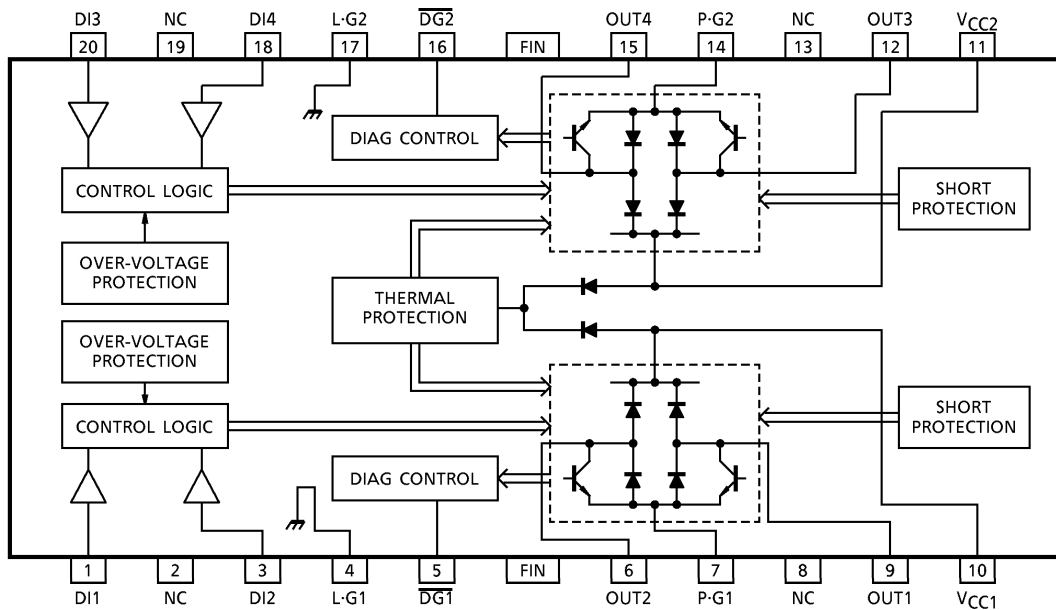 DI3 NC DI4 L·G2 DG2 OUT4 P·G2 NC OUT3 VCC2
20 19 18 17 16 FIN 15 14 13 12 11
DIAG CONTROL
CONTROL LOGIC
SHORT
PROTECTION
OVER-VOLTAGE
PROTECTION
THERMAL
PROTECTION
OVER-VOLTAGE
PROTECTION
SHORT
PROTECTION
CONTROL LOGIC
DIAG CONTROL
1 2 3 4 5 FIN 6 7 8 9 10
DI1 NC DI2 L·G1 DG1 OUT2 P·G1 NC OUT1 VCC1